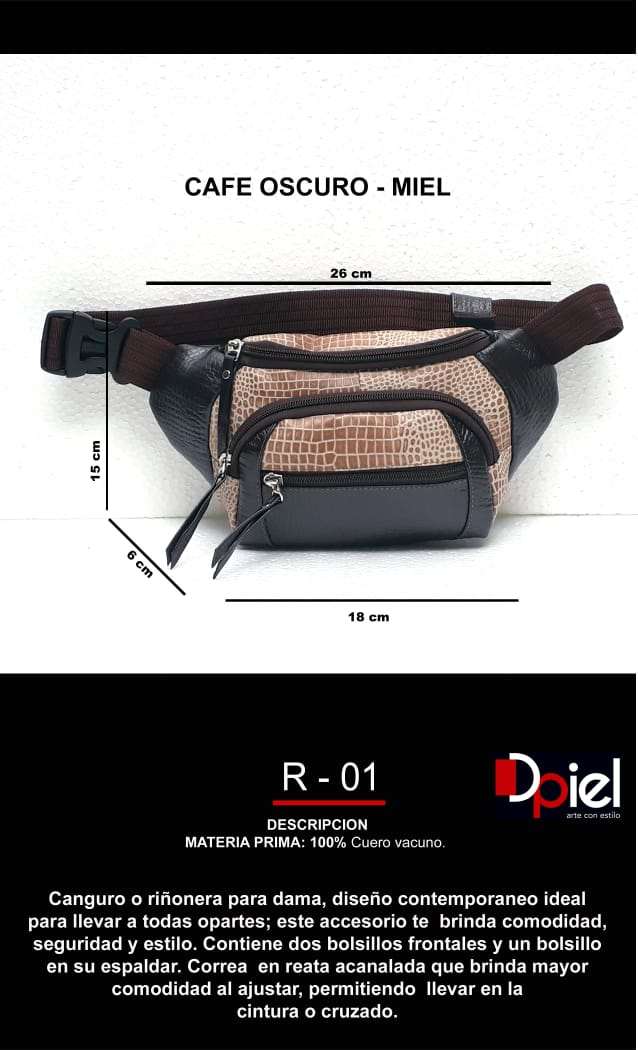 CAFE OSCURO - MIEL
26 cm
15 cm
6 cm
18 cm
R - 01
Dpiel
arte con estilo
DESCRIPCION
MATERIA PRIMA: 100% Cuero vacuno.
Canguro o riñonera para dama, diseño contemporaneo ideal
para llevar a todas opartes; este accesorio te brinda comodidad,
seguridad y estilo. Contiene dos bolsillos frontales y un bolsillo
en su espaldar. Correa en reata acanalada que brinda mayor
comodidad al ajustar, permitiendo llevar en la
cintura o cruzado.